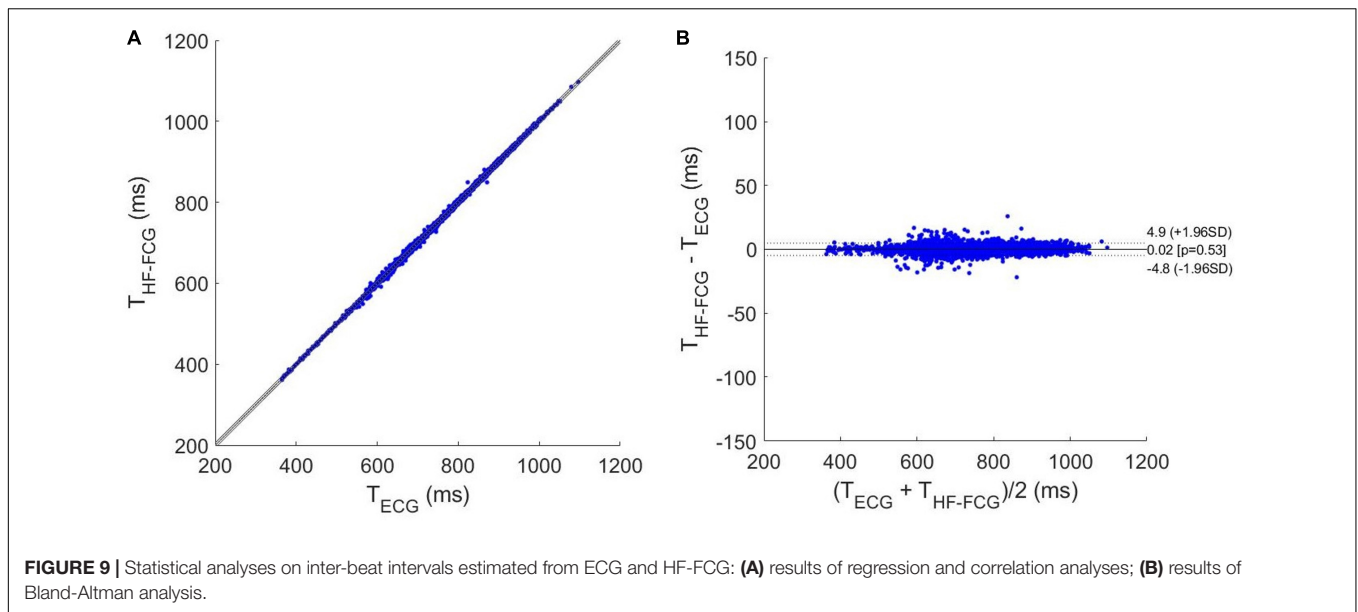 A
1200
1000
800
600
400
200
200 400 600 800 1000 1200
T_ECG (ms)
T_HF-FCG (ms)
B
150
100
50
0
-50
-100
-150
200 400 600 800 1000 1200
(T_ECG + T_HF-FCG)/2 (ms)
T_HF-FCG - T_ECG (ms)
4.9 (+1.96SD)
0.02 [p=0.53]
-4.8 (-1.96SD)
FIGURE 9 | Statistical analyses on inter-beat intervals estimated from ECG and HF-FCG: (A) results of regression and correlation analyses; (B) results of
Bland-Altman analysis.